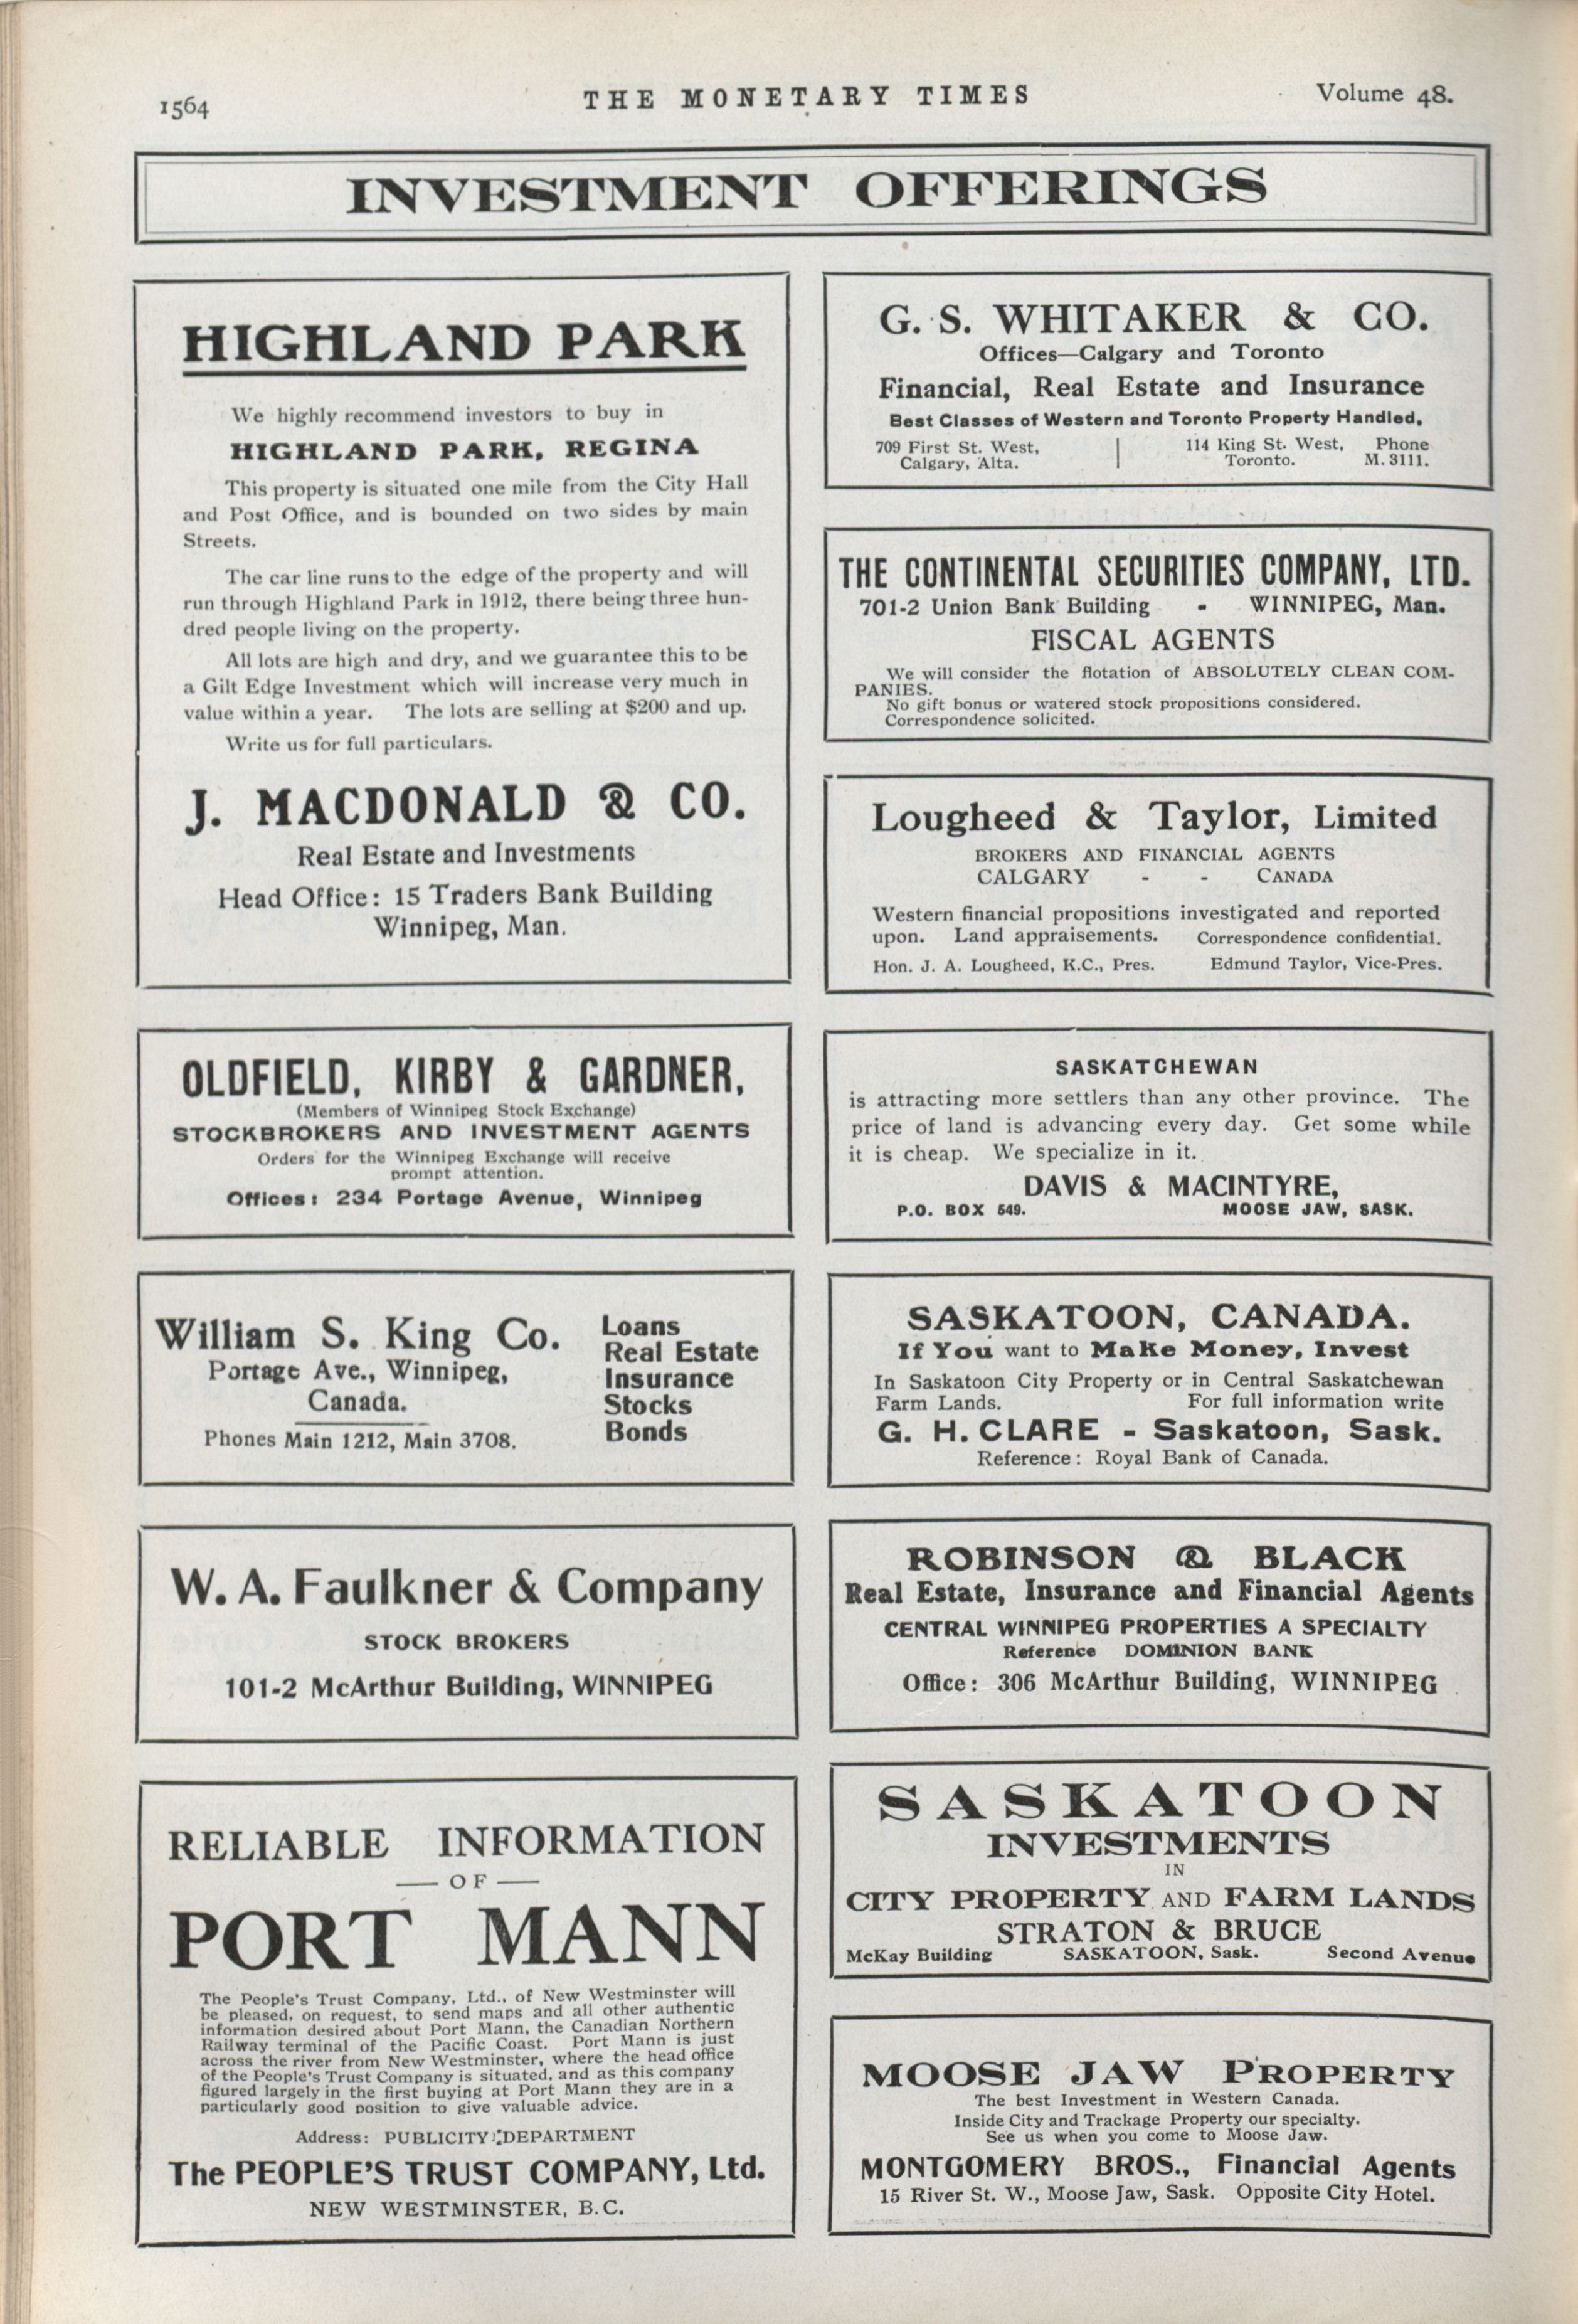 1564
THE MONETARY TIMES
Volume 48.
INVESTMENT OFFERINGS
HIGHLAND PARK
We highly recommend investors to buy in
HIGHLAND PARK, REGINA
This property is situated one mile from the City Hall
and Post Office, and is bounded on two sides by main
Streets.
The car line runs to the edge of the property and will
run through Highland Park in 1912, there being three hun-
dred people living on the property.
All lots are high and dry, and we guarantee this to be
a Gilt Edge Investment which will increase very much in
value within a year. The lots are selling at $200 and up.
Write us for full particulars.
J. MACDONALD & CO.
Real Estate and Investments
Head Office: 15 Traders Bank Building
Winnipeg, Man.
OLDFIELD, KIRBY & GARDNER,
(Members of Winnipeg Stock Exchange)
STOCKBROKERS AND INVESTMENT AGENTS
Orders for the Winnipeg Exchange will receive
prompt attention.
Offices: 234 Portage Avenue, Winnipeg
William S. King Co.
Portage Ave., Winnipeg,
Canada.
Phones Main 1212, Main 3708.
Loans
Real Estate
Insurance
Stocks
Bonds
W. A. Faulkner & Company
STOCK BROKERS
101-2 McArthur Building, WINNIPEG
RELIABLE INFORMATION
— OF —
PORT MANN
The People's Trust Company, Ltd., of New Westminster will
be pleased, on request, to send maps and all other authentic
information desired about Port Mann, the Canadian Northern
Railway terminal of the Pacific Coast. Port Mann is just
across the river from New Westminster, where the head office
of the People's Trust Company is situated, and as this company
figured largely in the first buying at Port Mann they are in a
particularly good position to give valuable advice.
Address: PUBLICITY DEPARTMENT
The PEOPLE'S TRUST COMPANY, Ltd.
NEW WESTMINSTER, B.C.
G. S. WHITAKER & CO.
Offices—Calgary and Toronto
Financial, Real Estate and Insurance
Best Classes of Western and Toronto Property Handled,
709 First St. West, 114 King St. West, Phone
Calgary, Alta. Toronto. M. 3111.
THE CONTINENTAL SECURITIES COMPANY, LTD.
701-2 Union Bank Building - WINNIPEG, Man.
FISCAL AGENTS
We will consider the flotation of ABSOLUTELY CLEAN COM-
PANIES.
No gift bonus or watered stock propositions considered.
Correspondence solicited.
Lougheed & Taylor, Limited
BROKERS AND FINANCIAL AGENTS
CALGARY - - CANADA
Western financial propositions investigated and reported
upon. Land appraisements. Correspondence confidential.
Hon. J. A. Lougheed, K.C., Pres. Edmund Taylor, Vice-Pres.
SASKATCHEWAN
is attracting more settlers than any other province. The
price of land is advancing every day. Get some while
it is cheap. We specialize in it.
DAVIS & MACINTYRE,
P.O. BOX 549. MOOSE JAW, SASK.
SASKATOON, CANADA.
If You want to Make Money, Invest
In Saskatoon City Property or in Central Saskatchewan
Farm Lands. For full information write
G. H. CLARE - Saskatoon, Sask.
Reference: Royal Bank of Canada.
ROBINSON & BLACK
Real Estate, Insurance and Financial Agents
CENTRAL WINNIPEG PROPERTIES A SPECIALTY
Reference DOMINION BANK
Office: 306 McArthur Building, WINNIPEG
SASKATOON
INVESTMENTS
IN
CITY PROPERTY AND FARM LANDS
STRATON & BRUCE
McKay Building SASKATOON, Sask. Second Avenue
MOOSE JAW PROPERTY
The best Investment in Western Canada.
Inside City and Trackage Property our specialty.
See us when you come to Moose Jaw.
MONTGOMERY BROS., Financial Agents
15 River St. W., Moose Jaw, Sask. Opposite City Hotel.